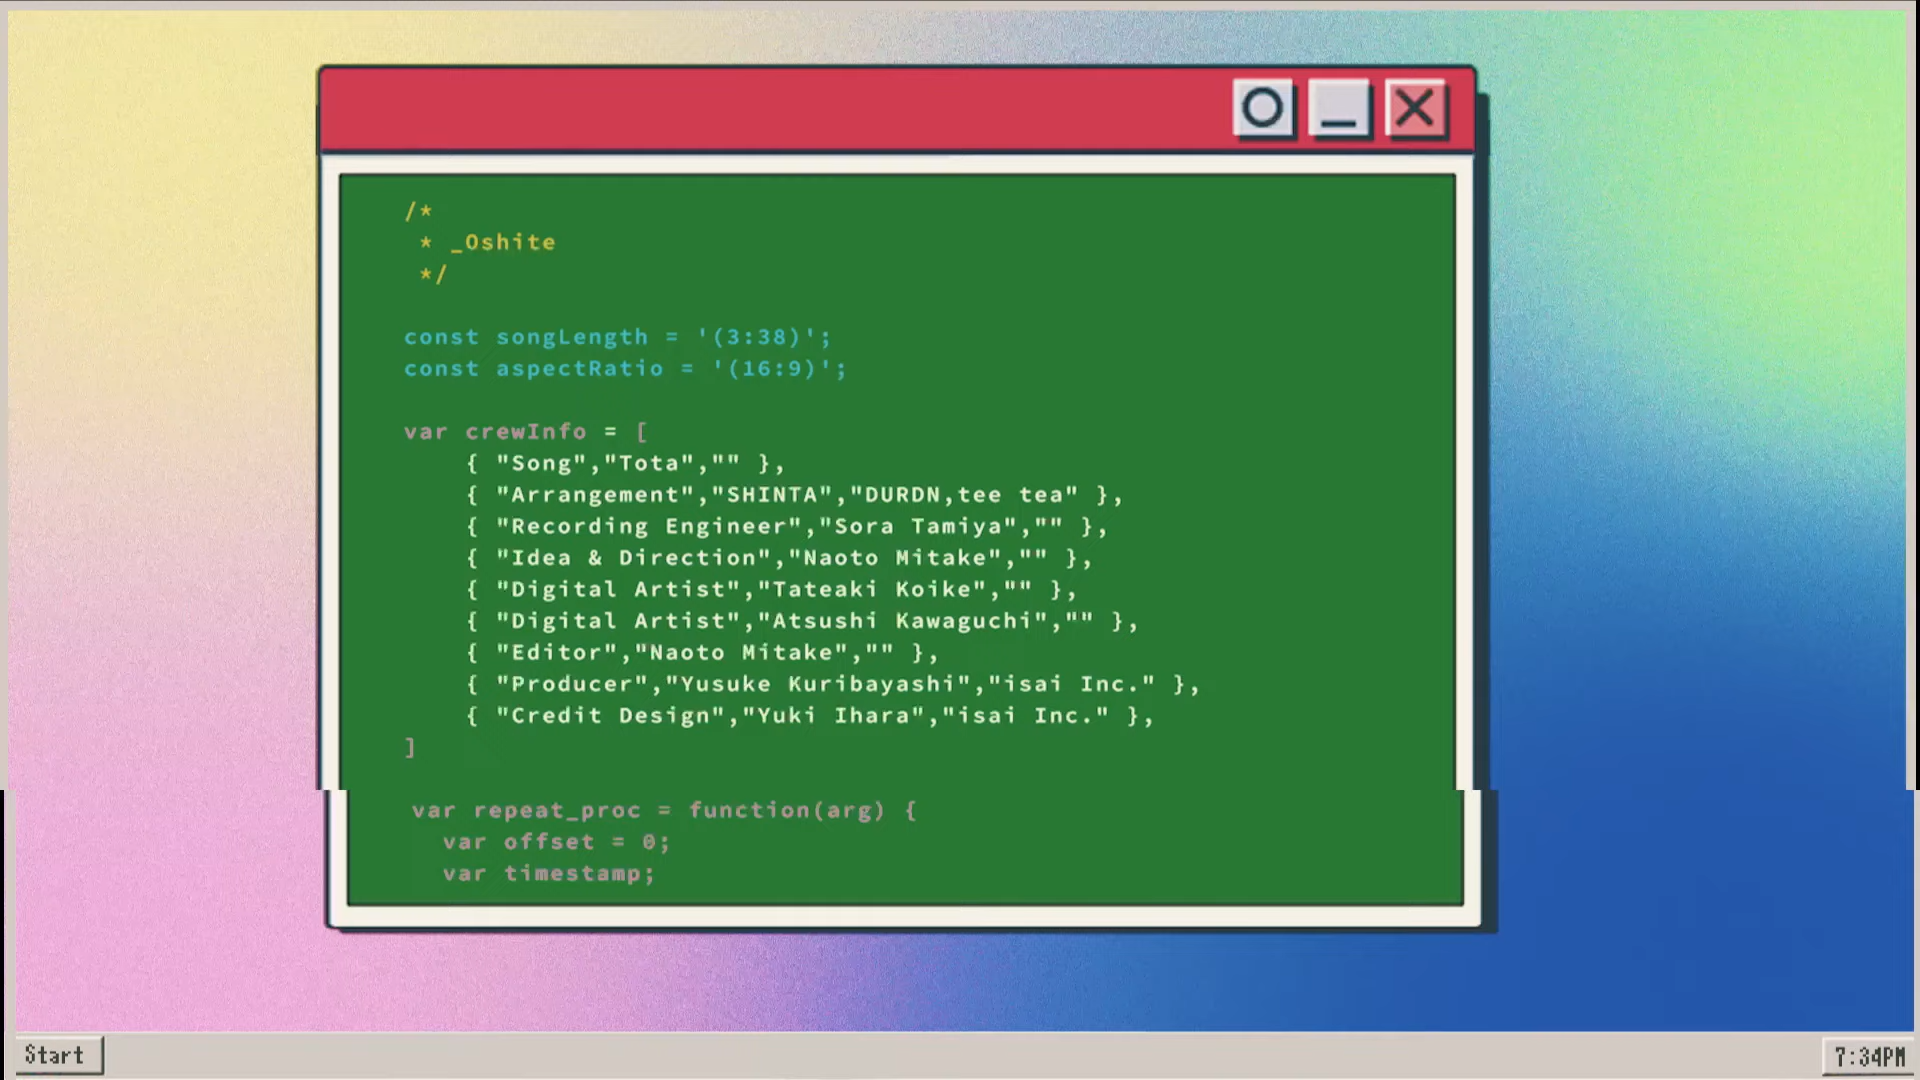 /*
* _Oshite
*/
const songLength = '(3:38)';
const aspectRatio = '(16:9)';
var crewInfo = [
{ "Song","Tota","" },
{ "Arrangement","SHINTA","DURDN,tee tea" },
{ "Recording Engineer","Sora Tamiya","" },
{ "Idea & Direction","Naoto Mitake","" },
{ "Digital Artist","Tateaki Koike","" },
{ "Digital Artist","Atsushi Kawaguchi","" },
{ "Editor","Naoto Mitake","" },
{ "Producer","Yusuke Kuribayashi","isai Inc." },
{ "Credit Design","Yuki Ihara","isai Inc." },
]
var repeat_proc = function(arg) {
var offset = 0;
var timestamp;
Start
7:34PM